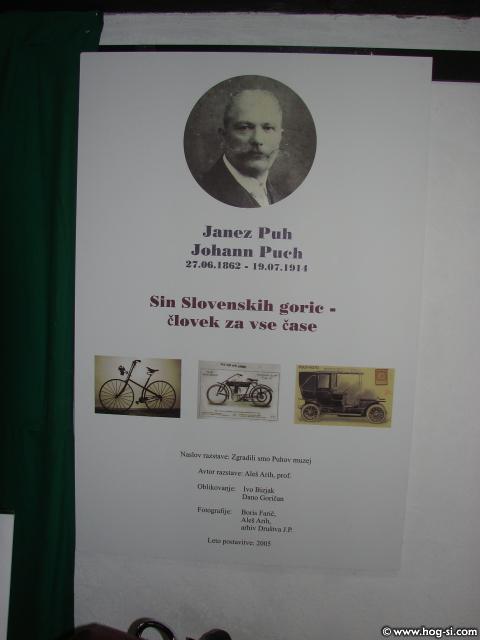 Janez Puh
Johann Puch
27.06.1862 - 19.07.1914
Sin Slovenskih goric -
človek za vse čase
Naslov razstave: Zgradili smo Puhov muzej
Avtor razstave: Aleš Arih, prof.
Oblikovanje: Ivo Bizjak
Dano Goričan
Fotografije: Boris Farič,
Aleš Arih,
arhiv Društva J.P.
Leto postavitve: 2005
© www.hog-si.com